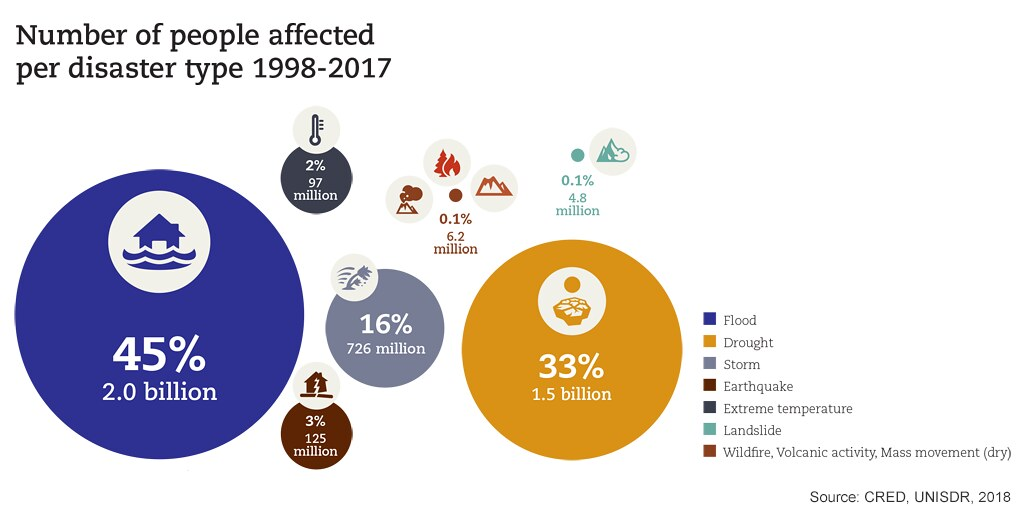 Number of people affected
per disaster type 1998-2017
2%
97
million
0.1%
6.2
million
0.1%
4.8
million
45%
2.0 billion
16%
726 million
33%
1.5 billion
3%
125
million
Flood
Drought
Storm
Earthquake
Extreme temperature
Landslide
Wildfire, Volcanic activity, Mass movement (dry)
Source: CRED, UNISDR, 2018